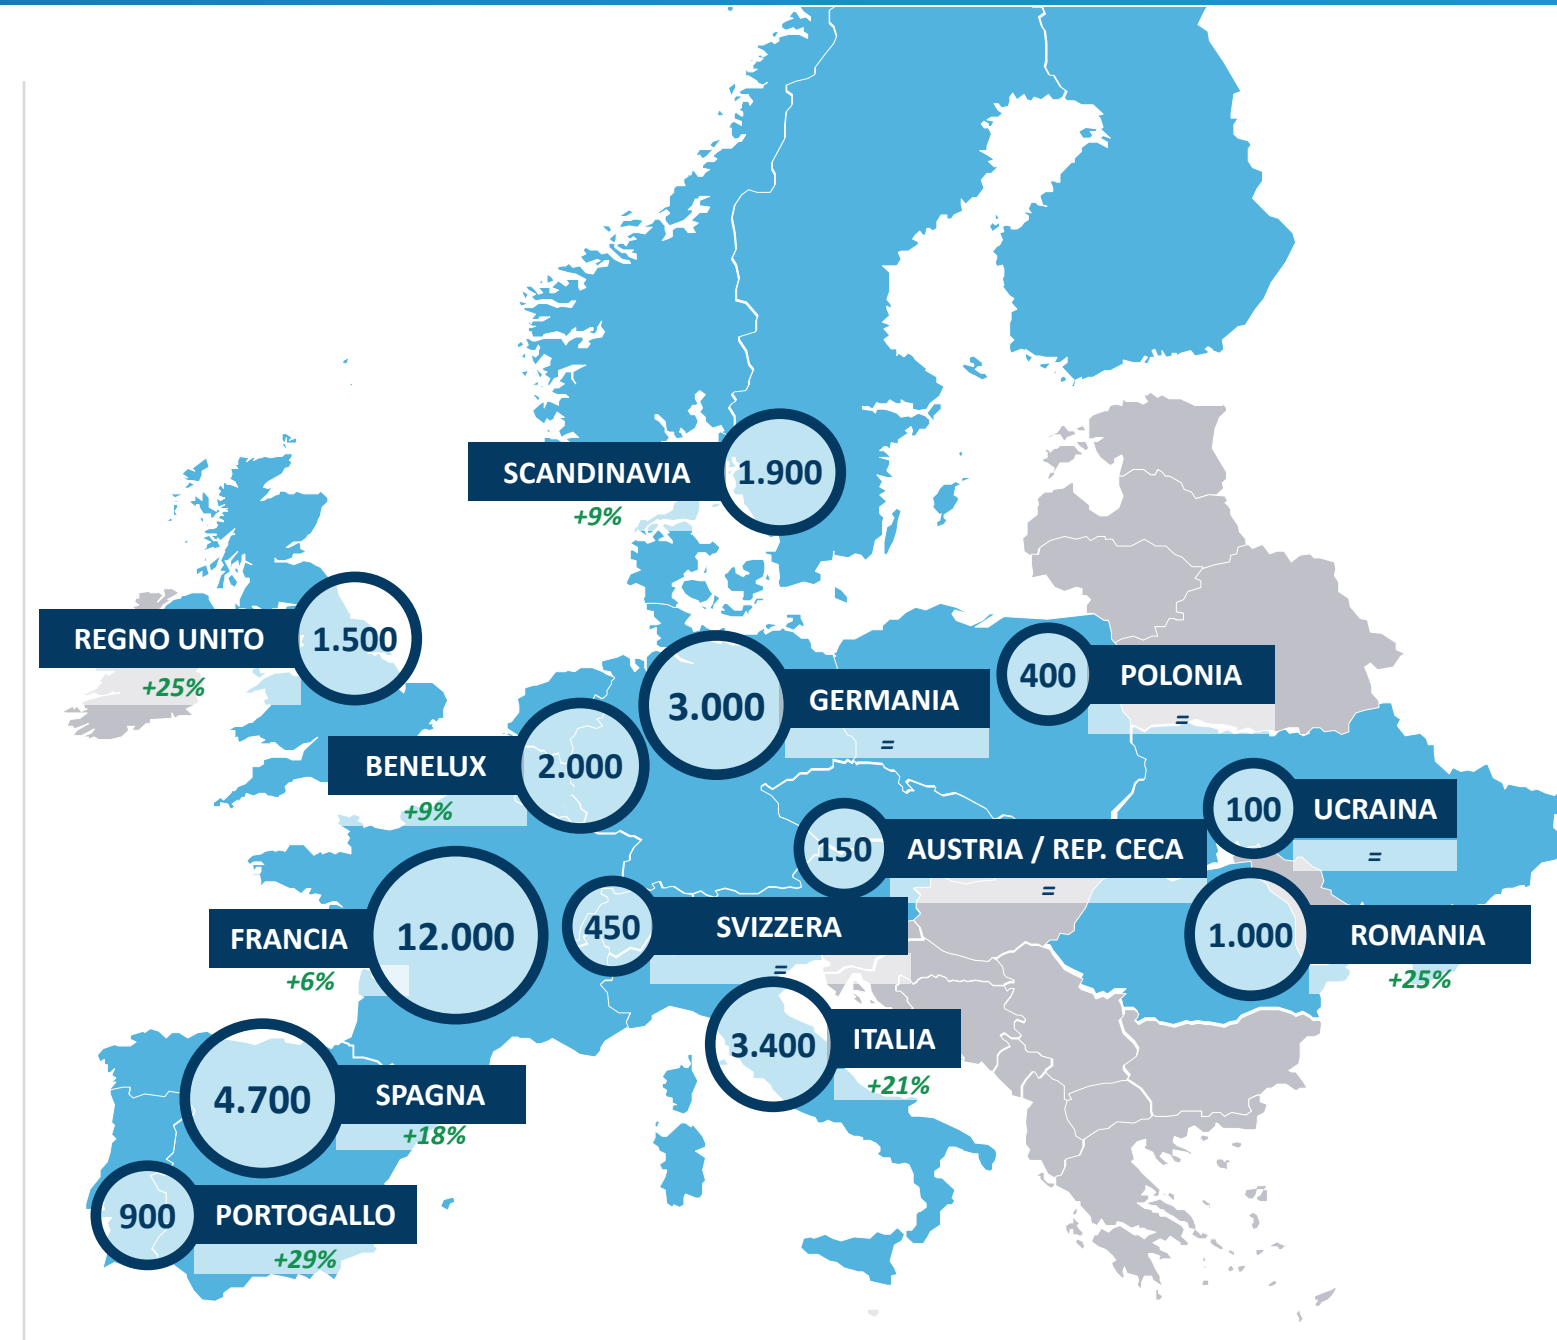 SCANDINAVIA
1.900
+9%
REGNO UNITO
1.500
+25%
3.000
GERMANIA
=
400
POLONIA
=
BENELUX
2.000
+9%
100
UCRAINA
=
150
AUSTRIA / REP. CECA
=
FRANCIA
12.000
+6%
450
SVIZZERA
=
1.000
ROMANIA
+25%
3.400
ITALIA
+21%
4.700
SPAGNA
+18%
900
PORTOGALLO
+29%